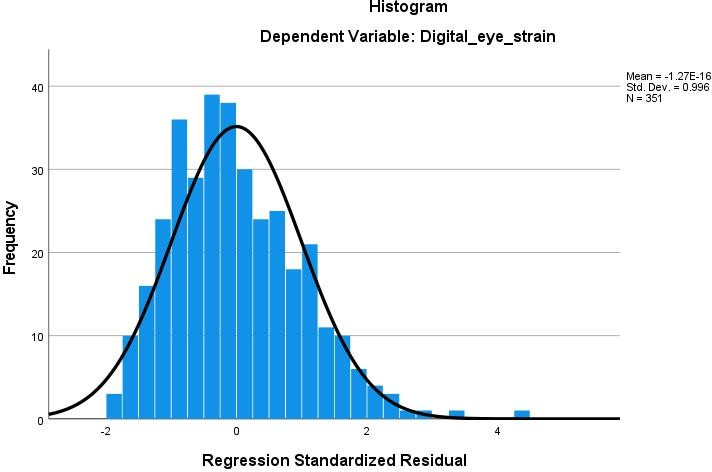 Histogram
Dependent Variable: Digital_eye_strain
Mean = -1.27E-16
Std. Dev. = 0.996
N = 351
40
30
20
10
0
Frequency
-2
0
2
4
Regression Standardized Residual